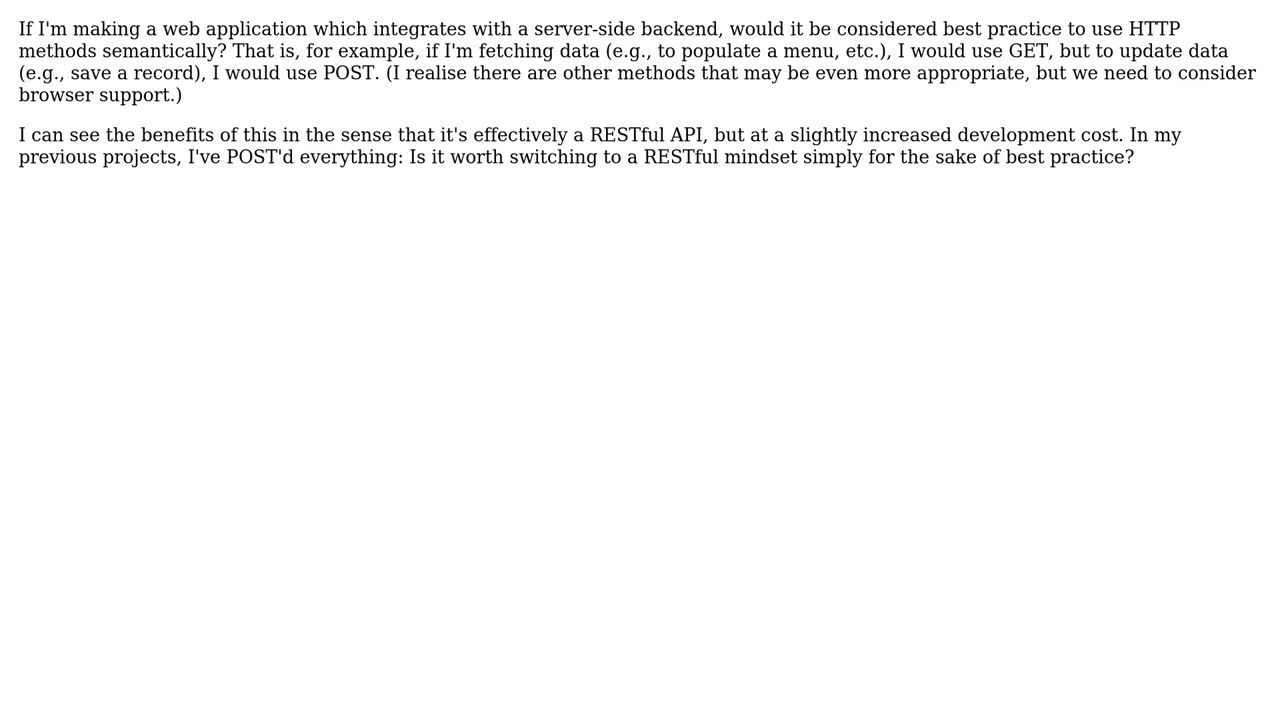 If I'm making a web application which integrates with a server-side backend, would it be considered best practice to use HTTP
methods semantically? That is, for example, if I'm fetching data (e.g., to populate a menu, etc.), I would use GET, but to update data
(e.g., save a record), I would use POST. (I realise there are other methods that may be even more appropriate, but we need to consider
browser support.)
I can see the benefits of this in the sense that it's effectively a RESTful API, but at a slightly increased development cost. In my
previous projects, I've POST'd everything: Is it worth switching to a RESTful mindset simply for the sake of best practice?